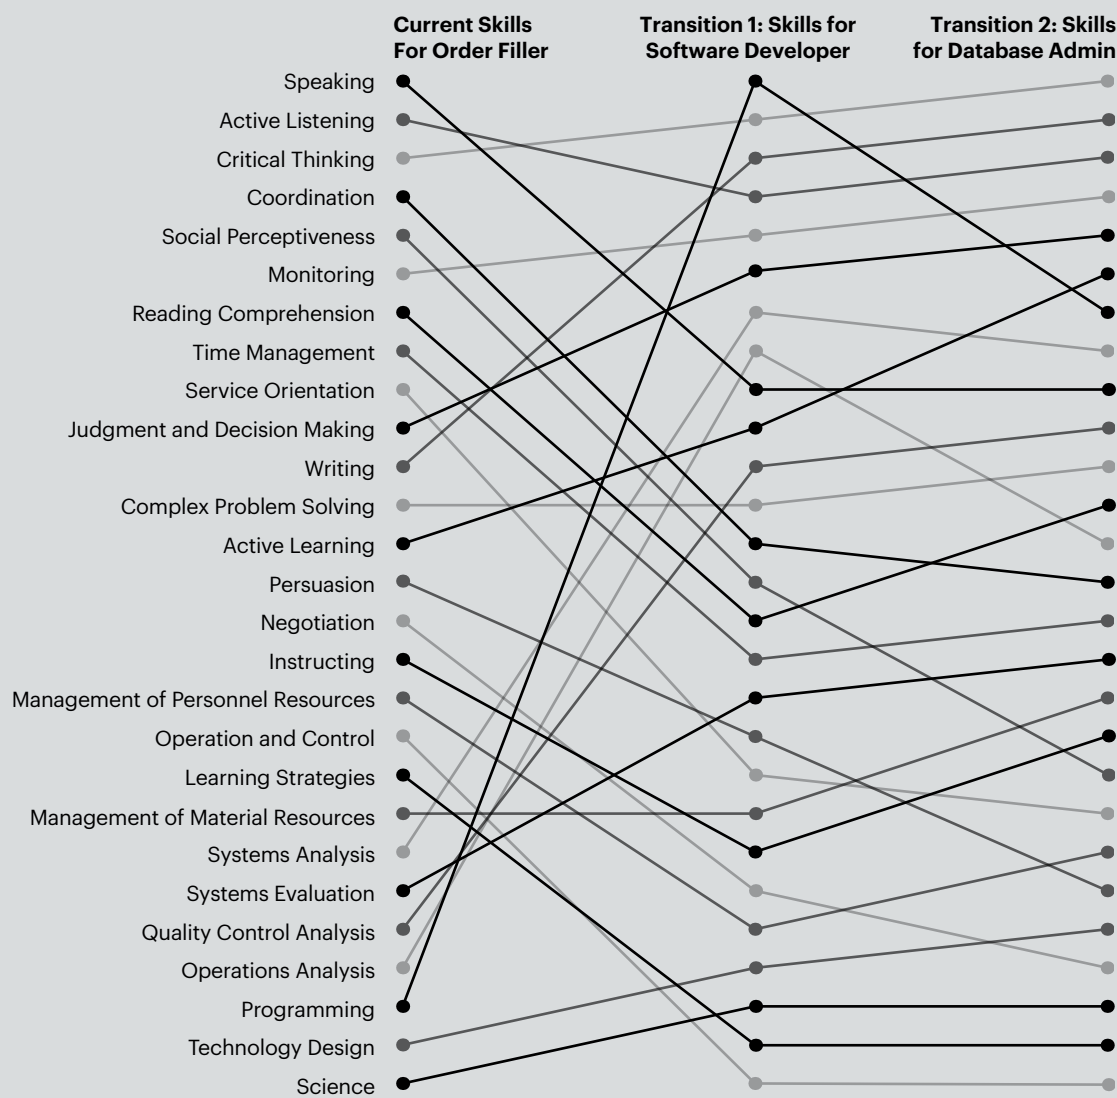 Current Skills
For Order Filler
Transition 1: Skills for
Software Developer
Transition 2: Skills
for Database Admin
Speaking
Active Listening
Critical Thinking
Coordination
Social Perceptiveness
Monitoring
Reading Comprehension
Time Management
Service Orientation
Judgment and Decision Making
Writing
Complex Problem Solving
Active Learning
Persuasion
Negotiation
Instructing
Management of Personnel Resources
Operation and Control
Learning Strategies
Management of Material Resources
Systems Analysis
Systems Evaluation
Quality Control Analysis
Operations Analysis
Programming
Technology Design
Science